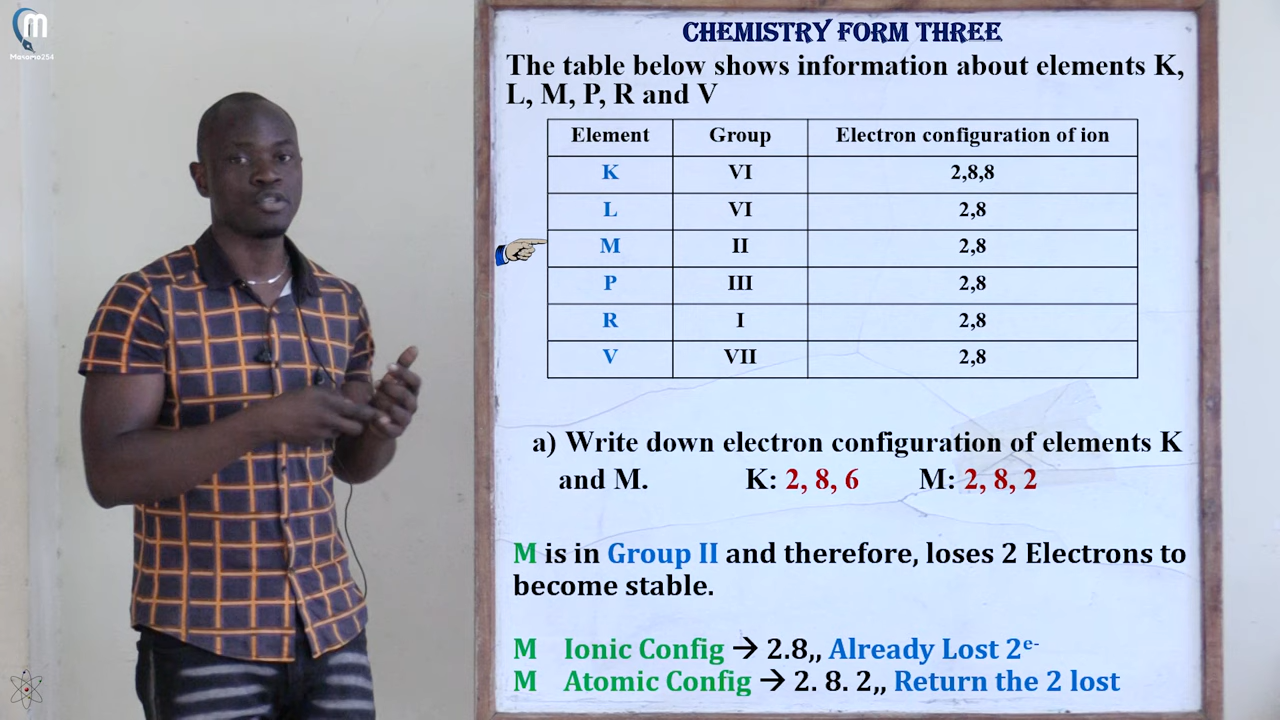 M
Masomo254
CHEMISTRY FORM THREE
The table below shows information about elements K,
L, M, P, R and V
Element Group Electron configuration of ion
K VI 2,8,8
L VI 2,8
M II 2,8
P III 2,8
R I 2,8
V VII 2,8
a) Write down electron configuration of elements K
and M. K: 2, 8, 6 M: 2, 8, 2
M is in Group II and therefore, loses 2 Electrons to
become stable.
M Ionic Config → 2.8,, Already Lost 2e-
M Atomic Config → 2. 8. 2,, Return the 2 lost